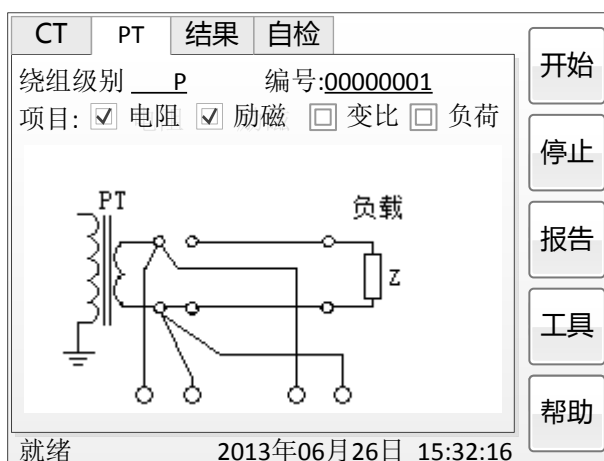 CT PT 结果 自检
绕组级别 P 编号:00000001
项目: ☑ 电阻 ☑ 励磁 ☐ 变比 ☐ 负荷
PT
负载
Z
就绪 2013年06月26日 15:32:16
开始
停止
报告
工具
帮助